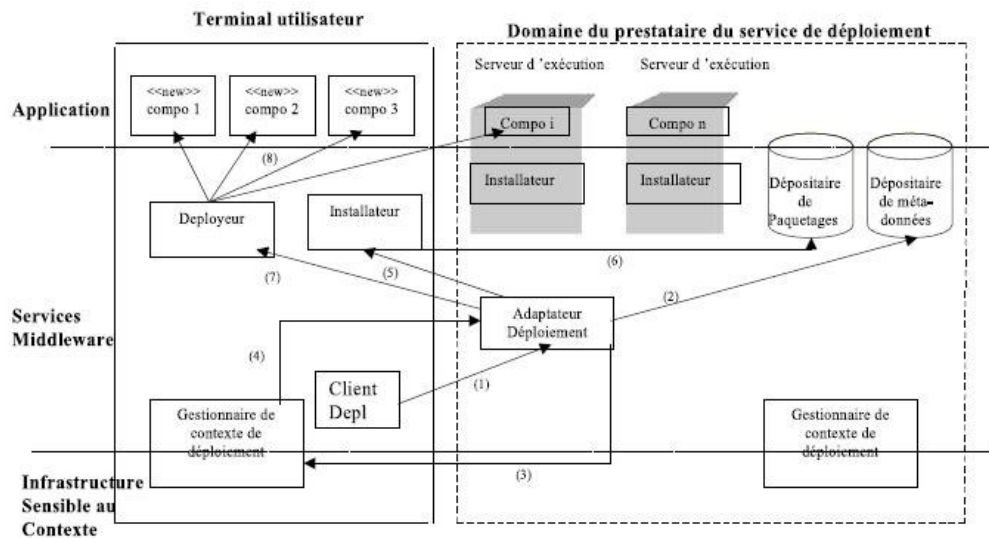 Terminal utilisateur
Domaine du prestataire du service de déploiement
Serveur d 'exécution
Serveur d 'exécution
Application
<<new>>
compo 1
<<new>>
compo 2
<<new>>
compo 3
Compo i
Compo n
(8)
Installateur
Installateur
Dépositaire
de
Paquetages
Dépositaire
de méta-
données
Deployeur
Installateur
(7)
(5)
(6)
(2)
Services
Middleware
Adaptateur
Déploiement
(4)
(1)
Client
Depl
Gestionnaire de
contexte de
déploiement
Gestionnaire de
contexte de
déploiement
(3)
Infrastructure
Sensible au
Contexte